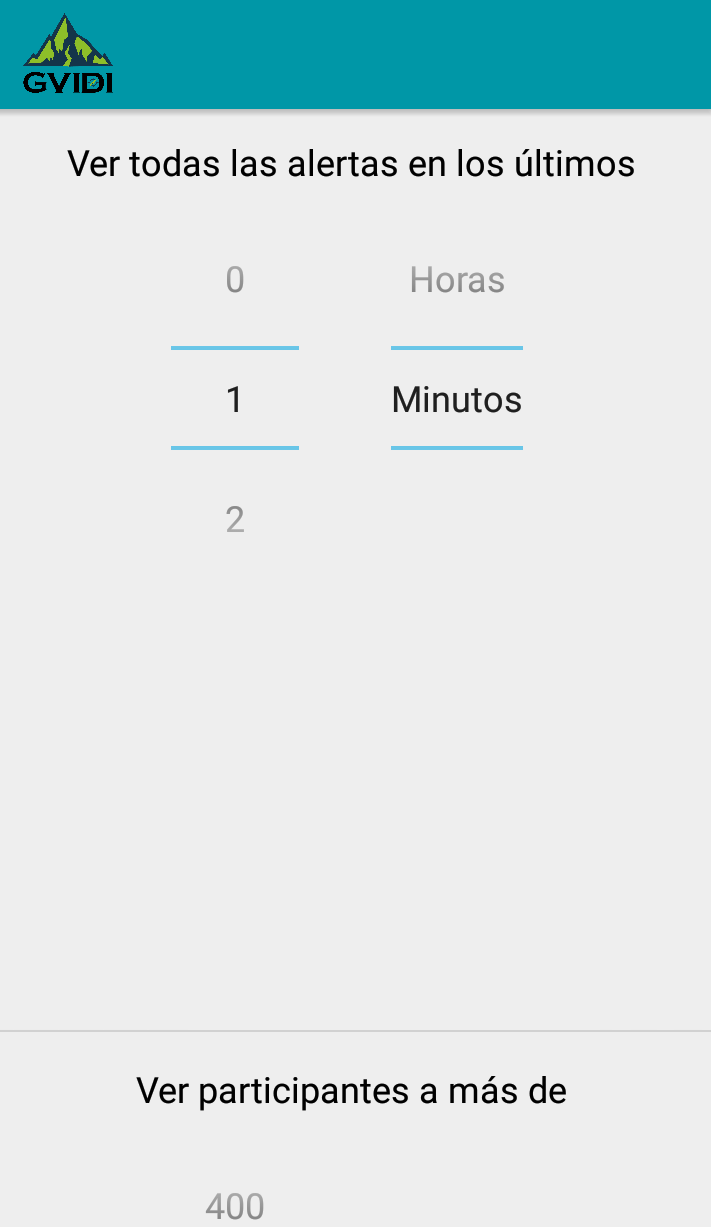 GVIDI
Ver todas las alertas en los últimos
0 Horas
1 Minutos
2
Ver participantes a más de
400